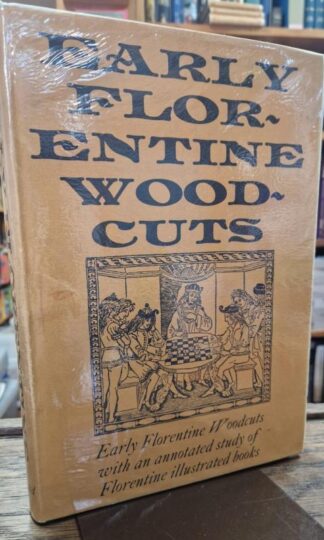 EARLY
FLOR-
ENTINE
WOOD-
CUTS
Early Florentine Woodcuts
with an annotated study of
Florentine illustrated books